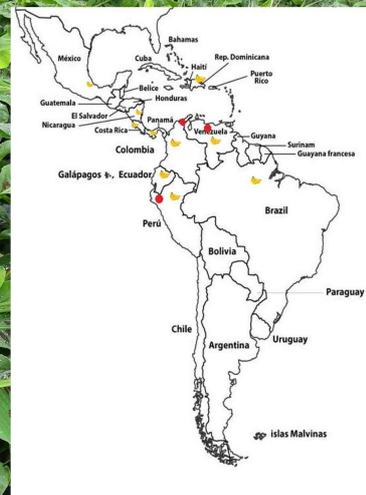 Bahamas
México
Cuba
Haití
Rep. Dominicana
Puerto
Rico
Belice
Guatemala
Honduras
El Salvador
Nicaragua
Costa Rica
Panamá
Venezuela
Guyana
Surinam
Guayana francesa
Colombia
Galápagos
, Ecuador
Brazil
Perú
Bolivia
Paraguay
Chile
Argentina
Uruguay
islas Malvinas